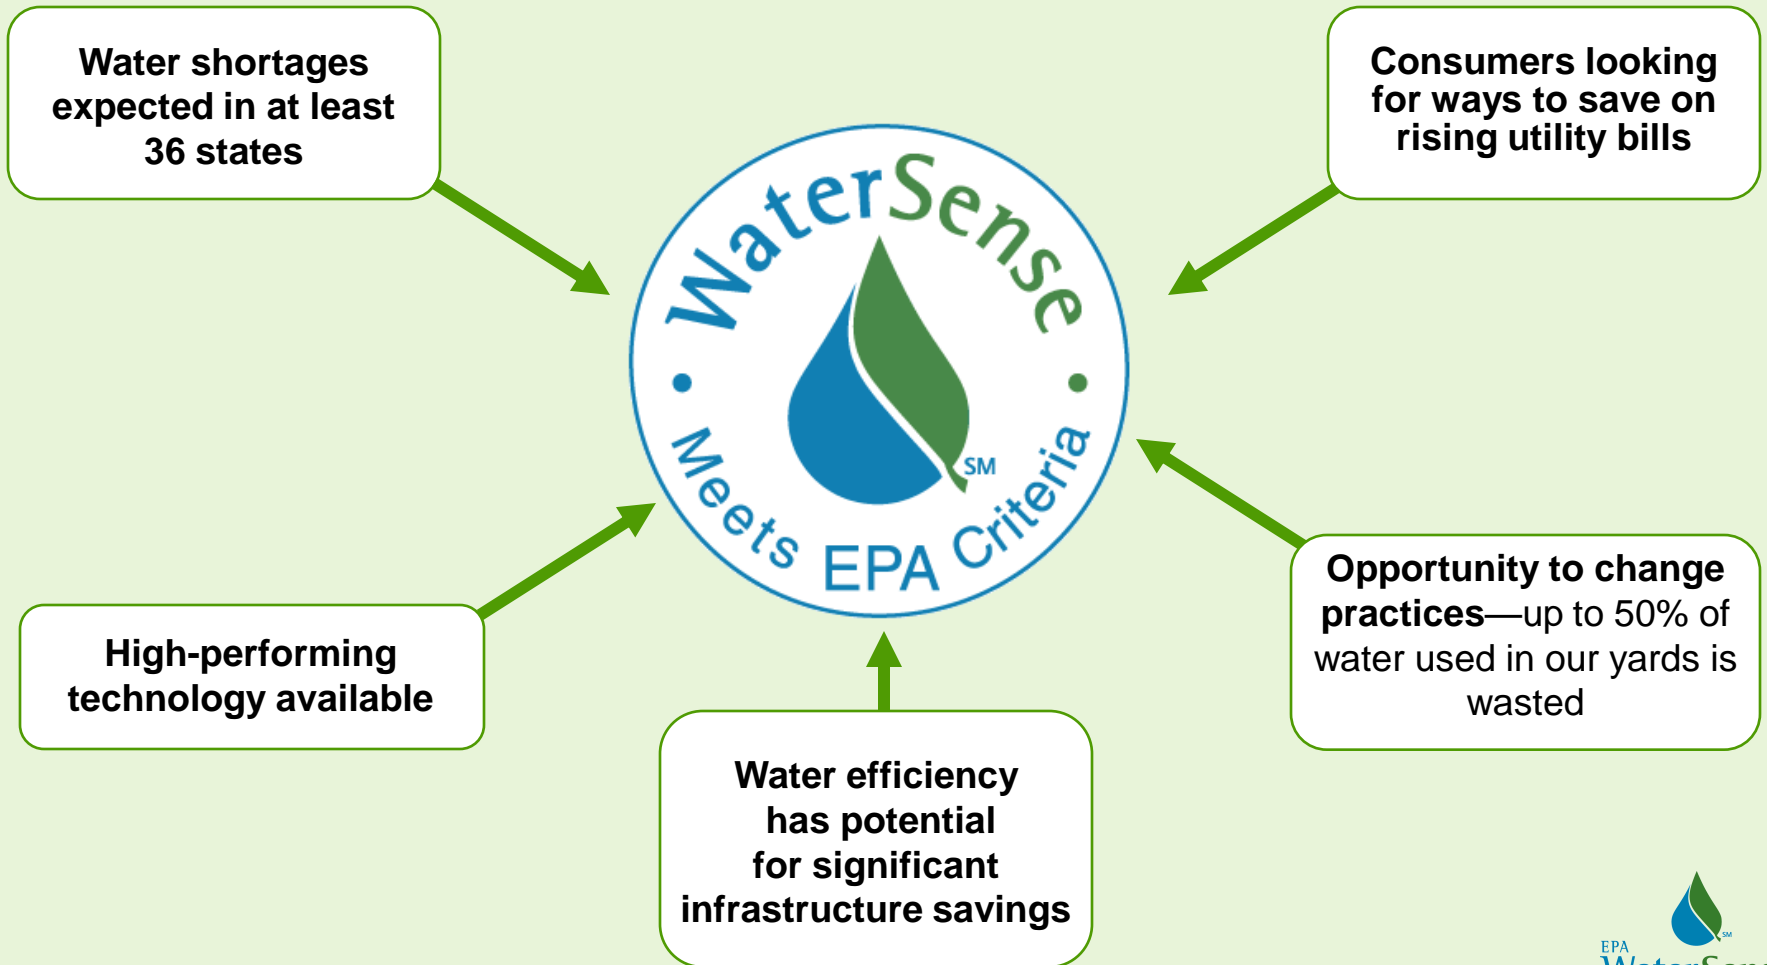 Water shortages
expected in at least
36 states
Consumers looking
for ways to save on
rising utility bills
WaterSense
• Meets EPA Criteria •
SM
High-performing
technology available
Water efficiency
has potential
for significant
infrastructure savings
Opportunity to change
practices—up to 50% of
water used in our yards is
wasted
SM
EPA